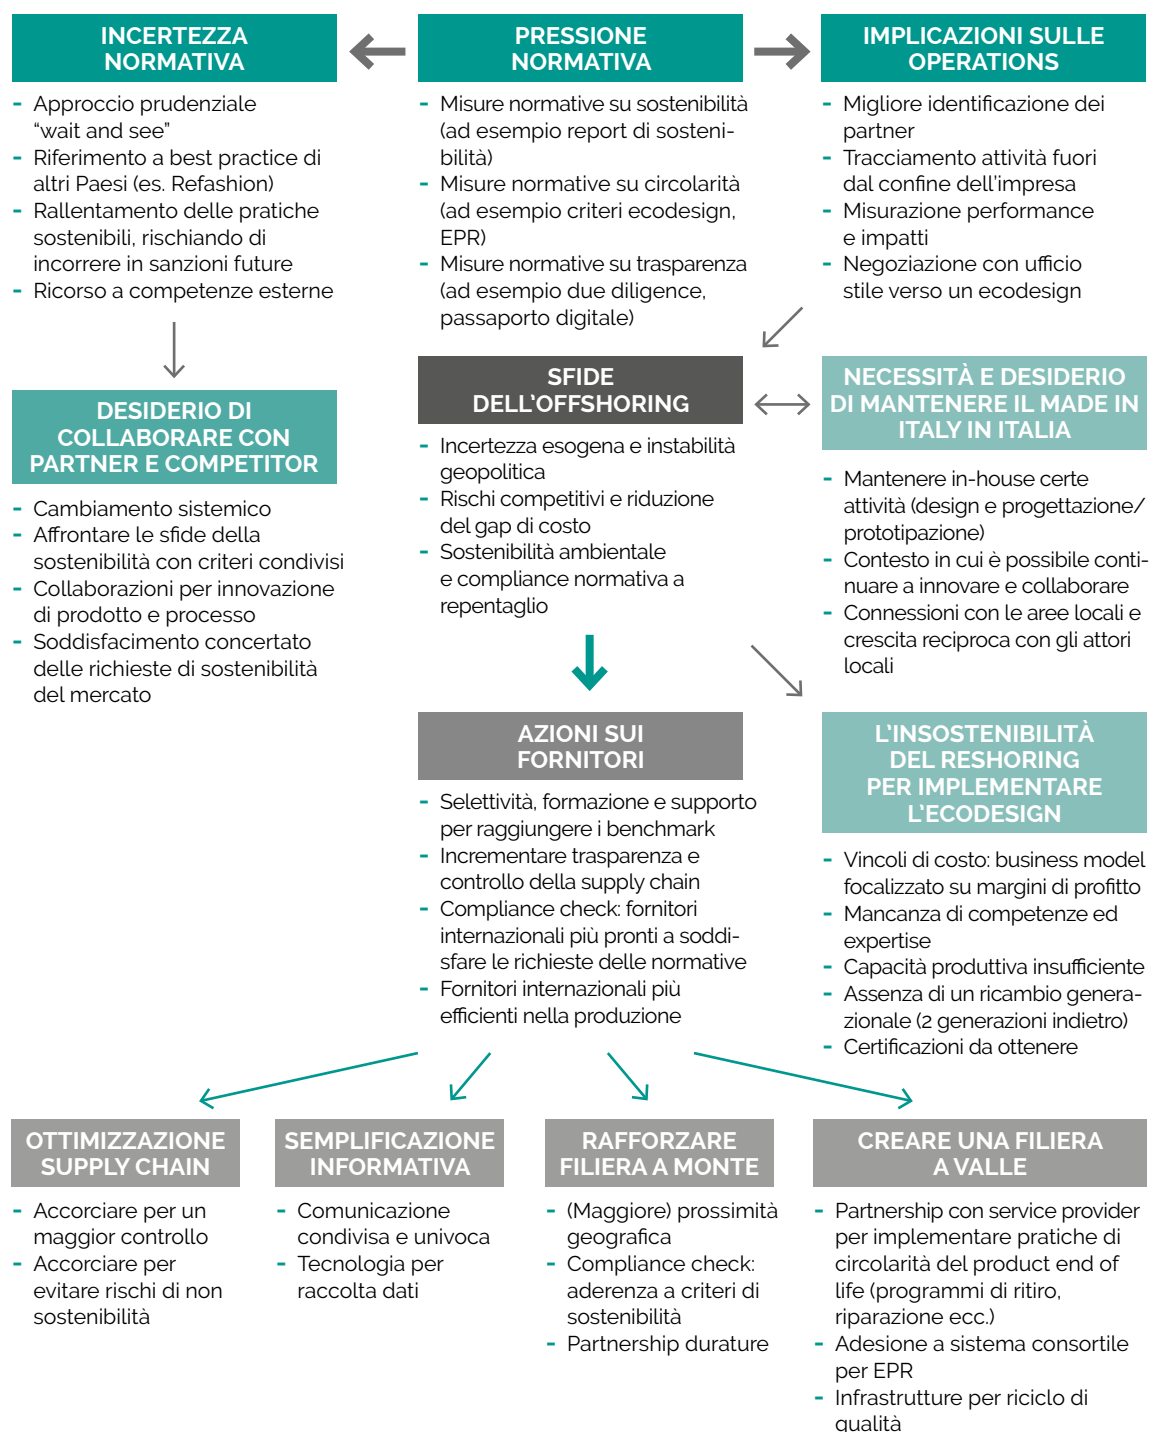 INCERTEZZA
NORMATIVA
- Approccio prudenziale
“wait and see”
- Riferimento a best practice di
altri Paesi (es. Refashion)
- Rallentamento delle pratiche
sostenibili, rischiando di
incorrere in sanzioni future
- Ricorso a competenze esterne
PRESSIONE
NORMATIVA
- Misure normative su sostenibilità
(ad esempio report di sosteni-
bilità)
- Misure normative su circolarità
(ad esempio criteri ecodesign,
EPR)
- Misure normative su trasparenza
(ad esempio due diligence,
passaporto digitale)
IMPLICAZIONI SULLE
OPERATIONS
- Migliore identificazione dei
partner
- Tracciamento attività fuori
dal confine dell’impresa
- Misurazione performance
e impatti
- Negoziazione con ufficio
stile verso un ecodesign
DESIDERIO DI
COLLABORARE CON
PARTNER E COMPETITOR
- Cambiamento sistemico
- Affrontare le sfide della
sostenibilità con criteri condivisi
- Collaborazioni per innovazione
di prodotto e processo
- Soddisfacimento concertato
delle richieste di sostenibilità
del mercato
SFIDE
DELL’OFFSHORING
- Incertezza esogena e instabilità
geopolitica
- Rischi competitivi e riduzione
del gap di costo
- Sostenibilità ambientale
e compliance normativa a
repentaglio
NECESSITÀ E DESIDERIO
DI MANTENERE IL MADE IN
ITALY IN ITALIA
- Mantenere in-house certe
attività (design e progettazione/
prototipazione)
- Contesto in cui è possibile conti-
nuare a innovare e collaborare
- Connessioni con le aree locali e
crescita reciproca con gli attori
locali
AZIONI SUI
FORNITORI
- Selettività, formazione e supporto
per raggiungere i benchmark
- Incrementare trasparenza e
controllo della supply chain
- Compliance check: fornitori
internazionali più pronti a soddi-
sfare le richieste delle normative
- Fornitori internazionali più
efficienti nella produzione
L’INSOSTENIBILITÀ
DEL RESHORING
PER IMPLEMENTARE
L’ECODESIGN
- Vincoli di costo: business model
focalizzato su margini di profitto
- Mancanza di competenze ed
expertise
- Capacità produttiva insufficiente
- Assenza di un ricambio genera-
zionale (2 generazioni indietro)
- Certificazioni da ottenere
OTTIMIZZAZIONE
SUPPLY CHAIN
- Accorciare per un
maggior controllo
- Accorciare per
evitare rischi di non
sostenibilità
SEMPLIFICAZIONE
INFORMATIVA
- Comunicazione
condivisa e univoca
- Tecnologia per
raccolta dati
RAFFORZARE
FILIERA A MONTE
- (Maggiore) prossimità
geografica
- Compliance check:
aderenza a criteri di
sostenibilità
- Partnership durature
CREARE UNA FILIERA
A VALLE
- Partnership con service provider
per implementare pratiche di
circolarità del product end of
life (programmi di ritiro,
riparazione ecc.)
- Adesione a sistema consortile
per EPR
- Infrastrutture per riciclo di
qualità